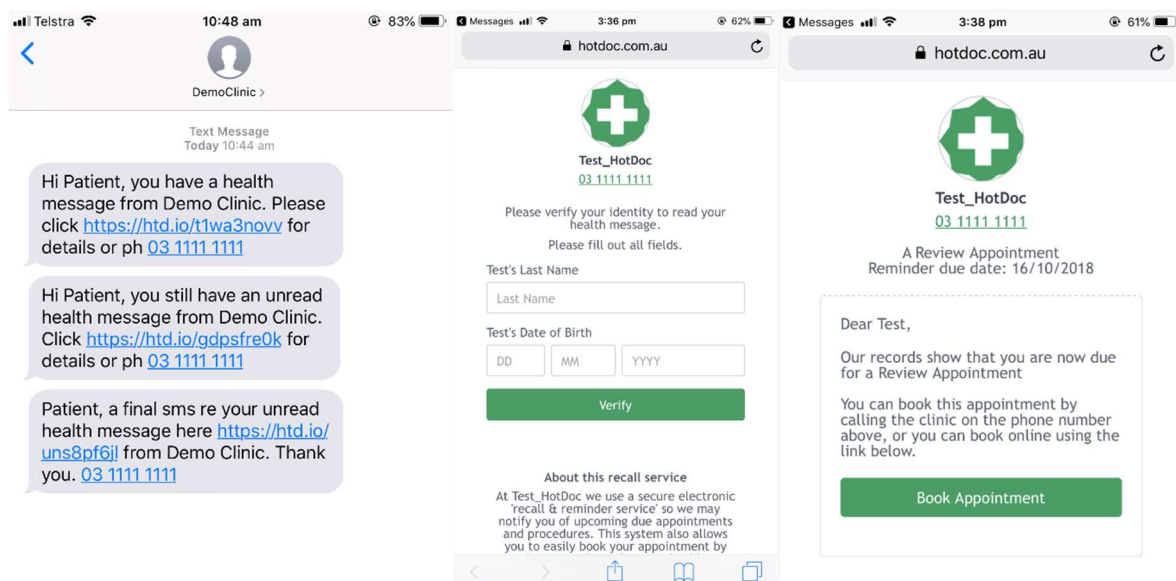 Telstra
10:48 am
83%
DemoClinic >
Text Message
Today 10:44 am
Hi Patient, you have a health
message from Demo Clinic. Please
click https://htd.io/t1wa3novv for
details or ph 03 1111 1111
Hi Patient, you still have an unread
health message from Demo Clinic.
Click https://htd.io/gdpsfre0k for
details or ph 03 1111 1111
Patient, a final sms re your unread
health message here https://htd.io/
uns8pf6jl from Demo Clinic. Thank
you. 03 1111 1111
Messages
3:36 pm
62%
hotdoc.com.au
Test_HotDoc
03 1111 1111
Please verify your identity to read your
health message.
Please fill out all fields.
Test's Last Name
Last Name
Test's Date of Birth
DD MM YYYY
Verify
About this recall service
At Test_HotDoc we use a secure electronic
'recall & reminder service' so we may
notify you of upcoming due appointments
and procedures. This system also allows
you to easily book your appointment by
Messages
3:38 pm
61%
hotdoc.com.au
Test_HotDoc
03 1111 1111
A Review Appointment
Reminder due date: 16/10/2018
Dear Test,
Our records show that you are now due
for a Review Appointment
You can book this appointment by
calling the clinic on the phone number
above, or you can book online using the
link below.
Book Appointment